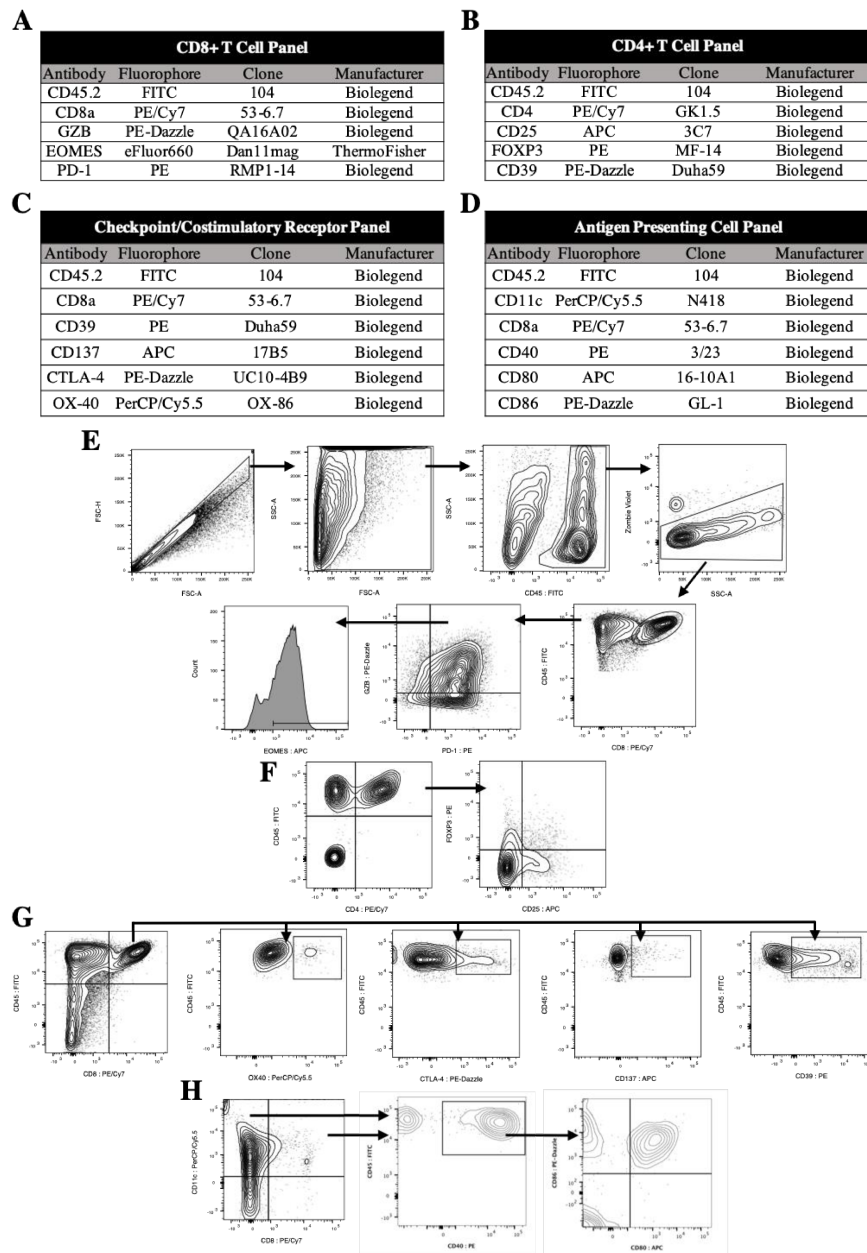 A
CD8+ T Cell Panel
Antibody Fluorophore Clone Manufacturer
CD45.2 FITC 104 Biolegend
CD8a PE/Cy7 53-6.7 Biolegend
GZB PE-Dazzle QA16A02 Biolegend
EOMES eFluor660 Dan11mag ThermoFisher
PD-1 PE RMP1-14 Biolegend
B
CD4+ T Cell Panel
Antibody Fluorophore Clone Manufacturer
CD45.2 FITC 104 Biolegend
CD4 PE/Cy7 GK1.5 Biolegend
CD25 APC 3C7 Biolegend
FOXP3 PE MF-14 Biolegend
CD39 PE-Dazzle Duha59 Biolegend
C
Checkpoint/Costimulatory Receptor Panel
Antibody Fluorophore Clone Manufacturer
CD45.2 FITC 104 Biolegend
CD8a PE/Cy7 53-6.7 Biolegend
CD39 PE Duha59 Biolegend
CD137 APC 17B5 Biolegend
CTLA-4 PE-Dazzle UC10-4B9 Biolegend
OX-40 PerCP/Cy5.5 OX-86 Biolegend
D
Antigen Presenting Cell Panel
Antibody Fluorophore Clone Manufacturer
CD45.2 FITC 104 Biolegend
CD11c PerCP/Cy5.5 N418 Biolegend
CD8a PE/Cy7 53-6.7 Biolegend
CD40 PE 3/23 Biolegend
CD80 APC 16-10A1 Biolegend
CD86 PE-Dazzle GL-1 Biolegend
E
FSC-H
FSC-A
SSC-A
FSC-A
SSC-A
CD45 : FITC
Zombie Violet
SSC-A
Count
EOMES : APC
GZB : PE-Dazzle
PD-1 : PE
CD45 : FITC
CD8 : PE/Cy7
F
CD45 : FITC
CD4 : PE/Cy7
FOXP3 : PE
CD25 : APC
G
CD45 : FITC
CD8 : PE/Cy7
CD45 : FITC
OX40 : PerCP/Cy5.5
CD45 : FITC
CTLA-4 : PE-Dazzle
CD45 : FITC
CD137 : APC
CD45 : FITC
CD39 : PE
H
CD11c : PerCP/Cy5.5
CD8 : PE/Cy7
CD45 : FITC
CD40 : PE
CD86 : PE-Dazzle
CD80 : APC